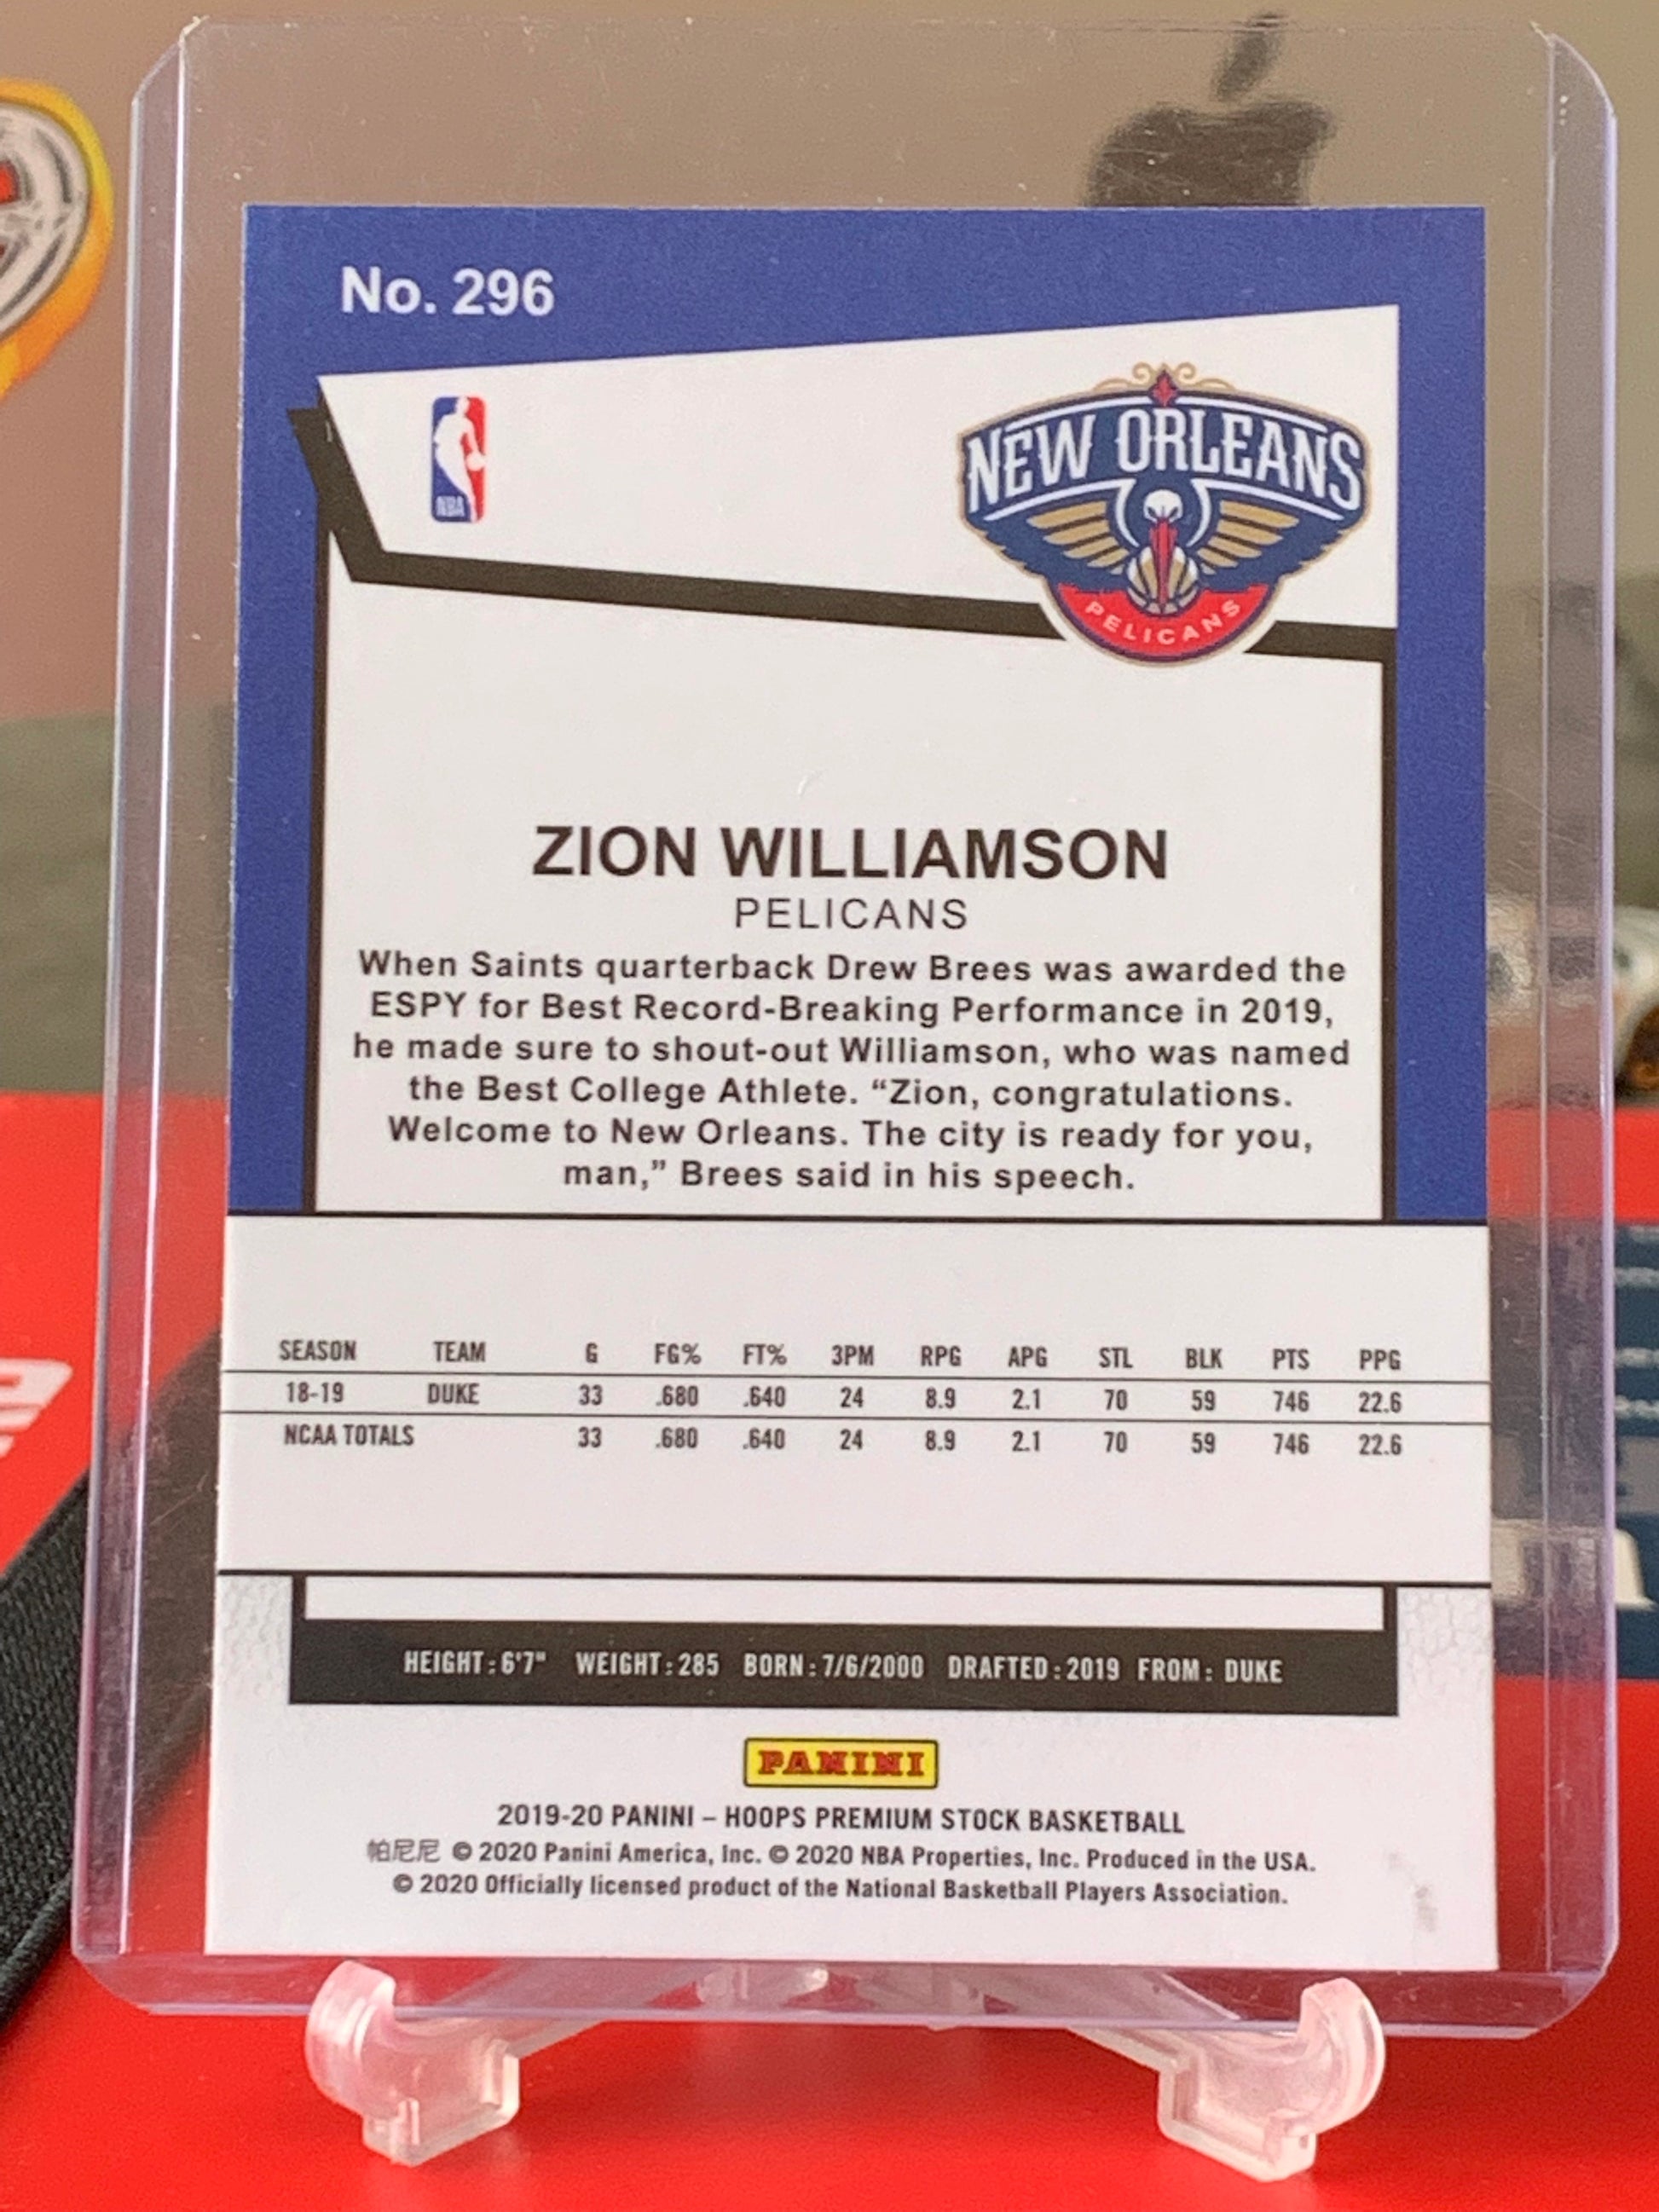 No. 296
NBA
NEW ORLEANS
PELICANS
ZION WILLIAMSON
PELICANS
When Saints quarterback Drew Brees was awarded the
ESPY for Best Record-Breaking Performance in 2019,
he made sure to shout-out Williamson, who was named
the Best College Athlete. “Zion, congratulations.
Welcome to New Orleans. The city is ready for you,
man,” Brees said in his speech.
SEASON TEAM G FG% FT% 3PM RPG APG STL BLK PTS PPG
18-19 DUKE 33 .680 .640 24 8.9 2.1 70 59 746 22.6
NCAA TOTALS 33 .680 .640 24 8.9 2.1 70 59 746 22.6
HEIGHT: 6'7" WEIGHT: 285 BORN: 7/6/2000 DRAFTED: 2019 FROM: DUKE
PANINI
2019-20 PANINI – HOOPS PREMIUM STOCK BASKETBALL
帕尼尼 © 2020 Panini America, Inc. © 2020 NBA Properties, Inc. Produced in the USA.
© 2020 Officially licensed product of the National Basketball Players Association.